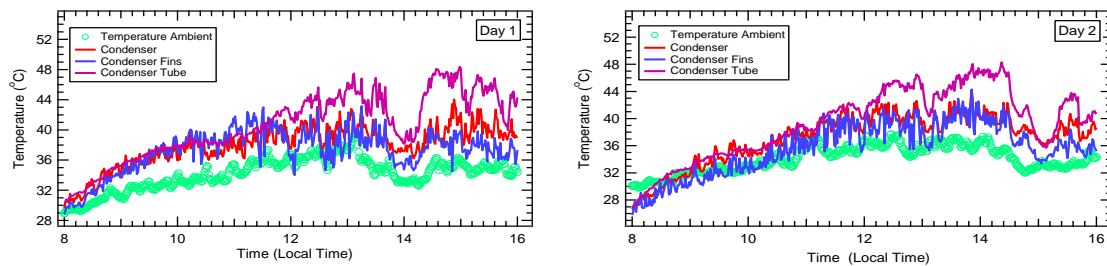 Temperature (°C)
52
48
44
40
36
32
28
Temperature Ambient
Condenser
Condenser Fins
Condenser Tube
Day 1
8
10
12
14
16
Time (Local Time)
Temperature (°C)
52
48
44
40
36
32
28
Temperature Ambient
Condenser
Condenser Fins
Condenser Tube
Day 2
8
10
12
14
16
Time (Local Time)